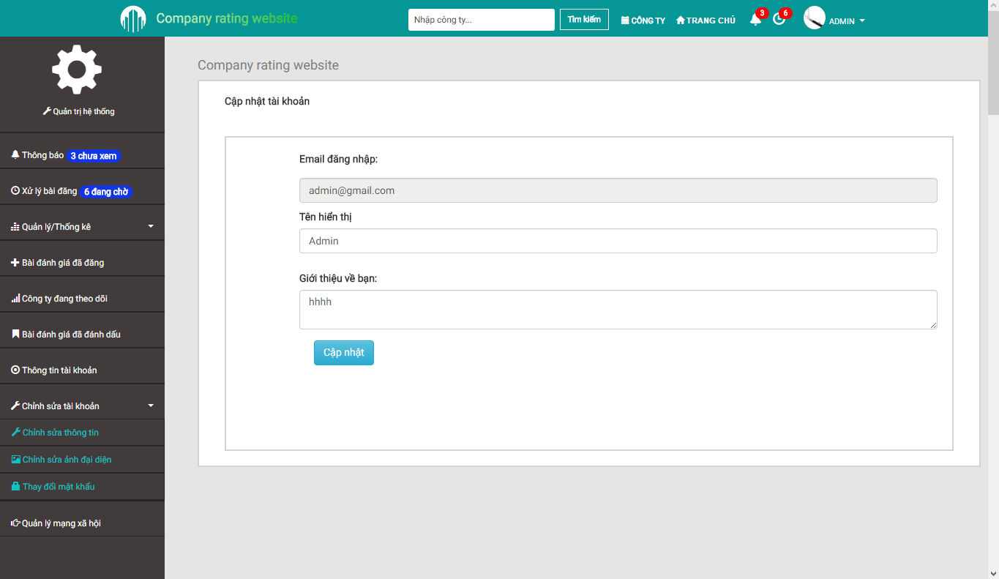 Company rating website
Nhập công ty...
Tìm kiếm
CÔNG TY
TRANG CHỦ
3
6
ADMIN
Quản trị hệ thống
Thông báo 3 chưa xem
Xử lý bài đăng 6 đang chờ
Quản lý/Thống kê
Bài đánh giá đã đăng
Công ty đang theo dõi
Bài đánh giá đã đánh dấu
Thông tin tài khoản
Chỉnh sửa tài khoản
Chỉnh sửa thông tin
Chỉnh sửa ảnh đại diện
Thay đổi mật khẩu
Quản lý mạng xã hội
Company rating website
Cập nhật tài khoản
Email đăng nhập:
admin@gmail.com
Tên hiển thị
Admin
Giới thiệu về bạn:
hhhh
Cập nhật